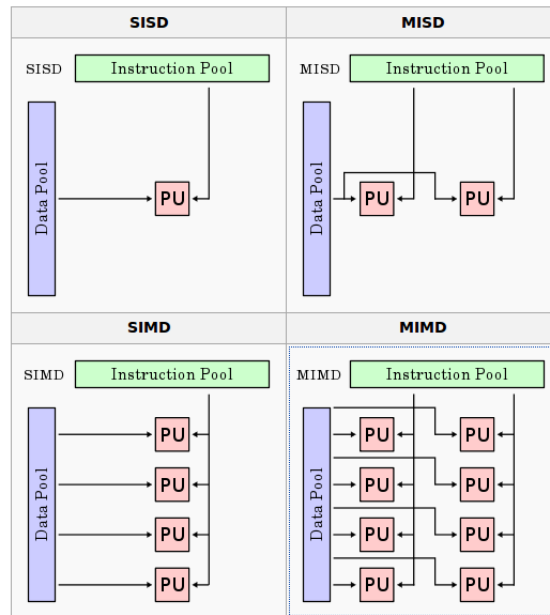 SISD
MISD
SISD
Instruction Pool
MISD
Instruction Pool
Data Pool
PU
Data Pool
PU
PU
SIMD
MIMD
SIMD
Instruction Pool
MIMD
Instruction Pool
Data Pool
PU
PU
PU
PU
Data Pool
PU
PU
PU
PU
PU
PU
PU
PU